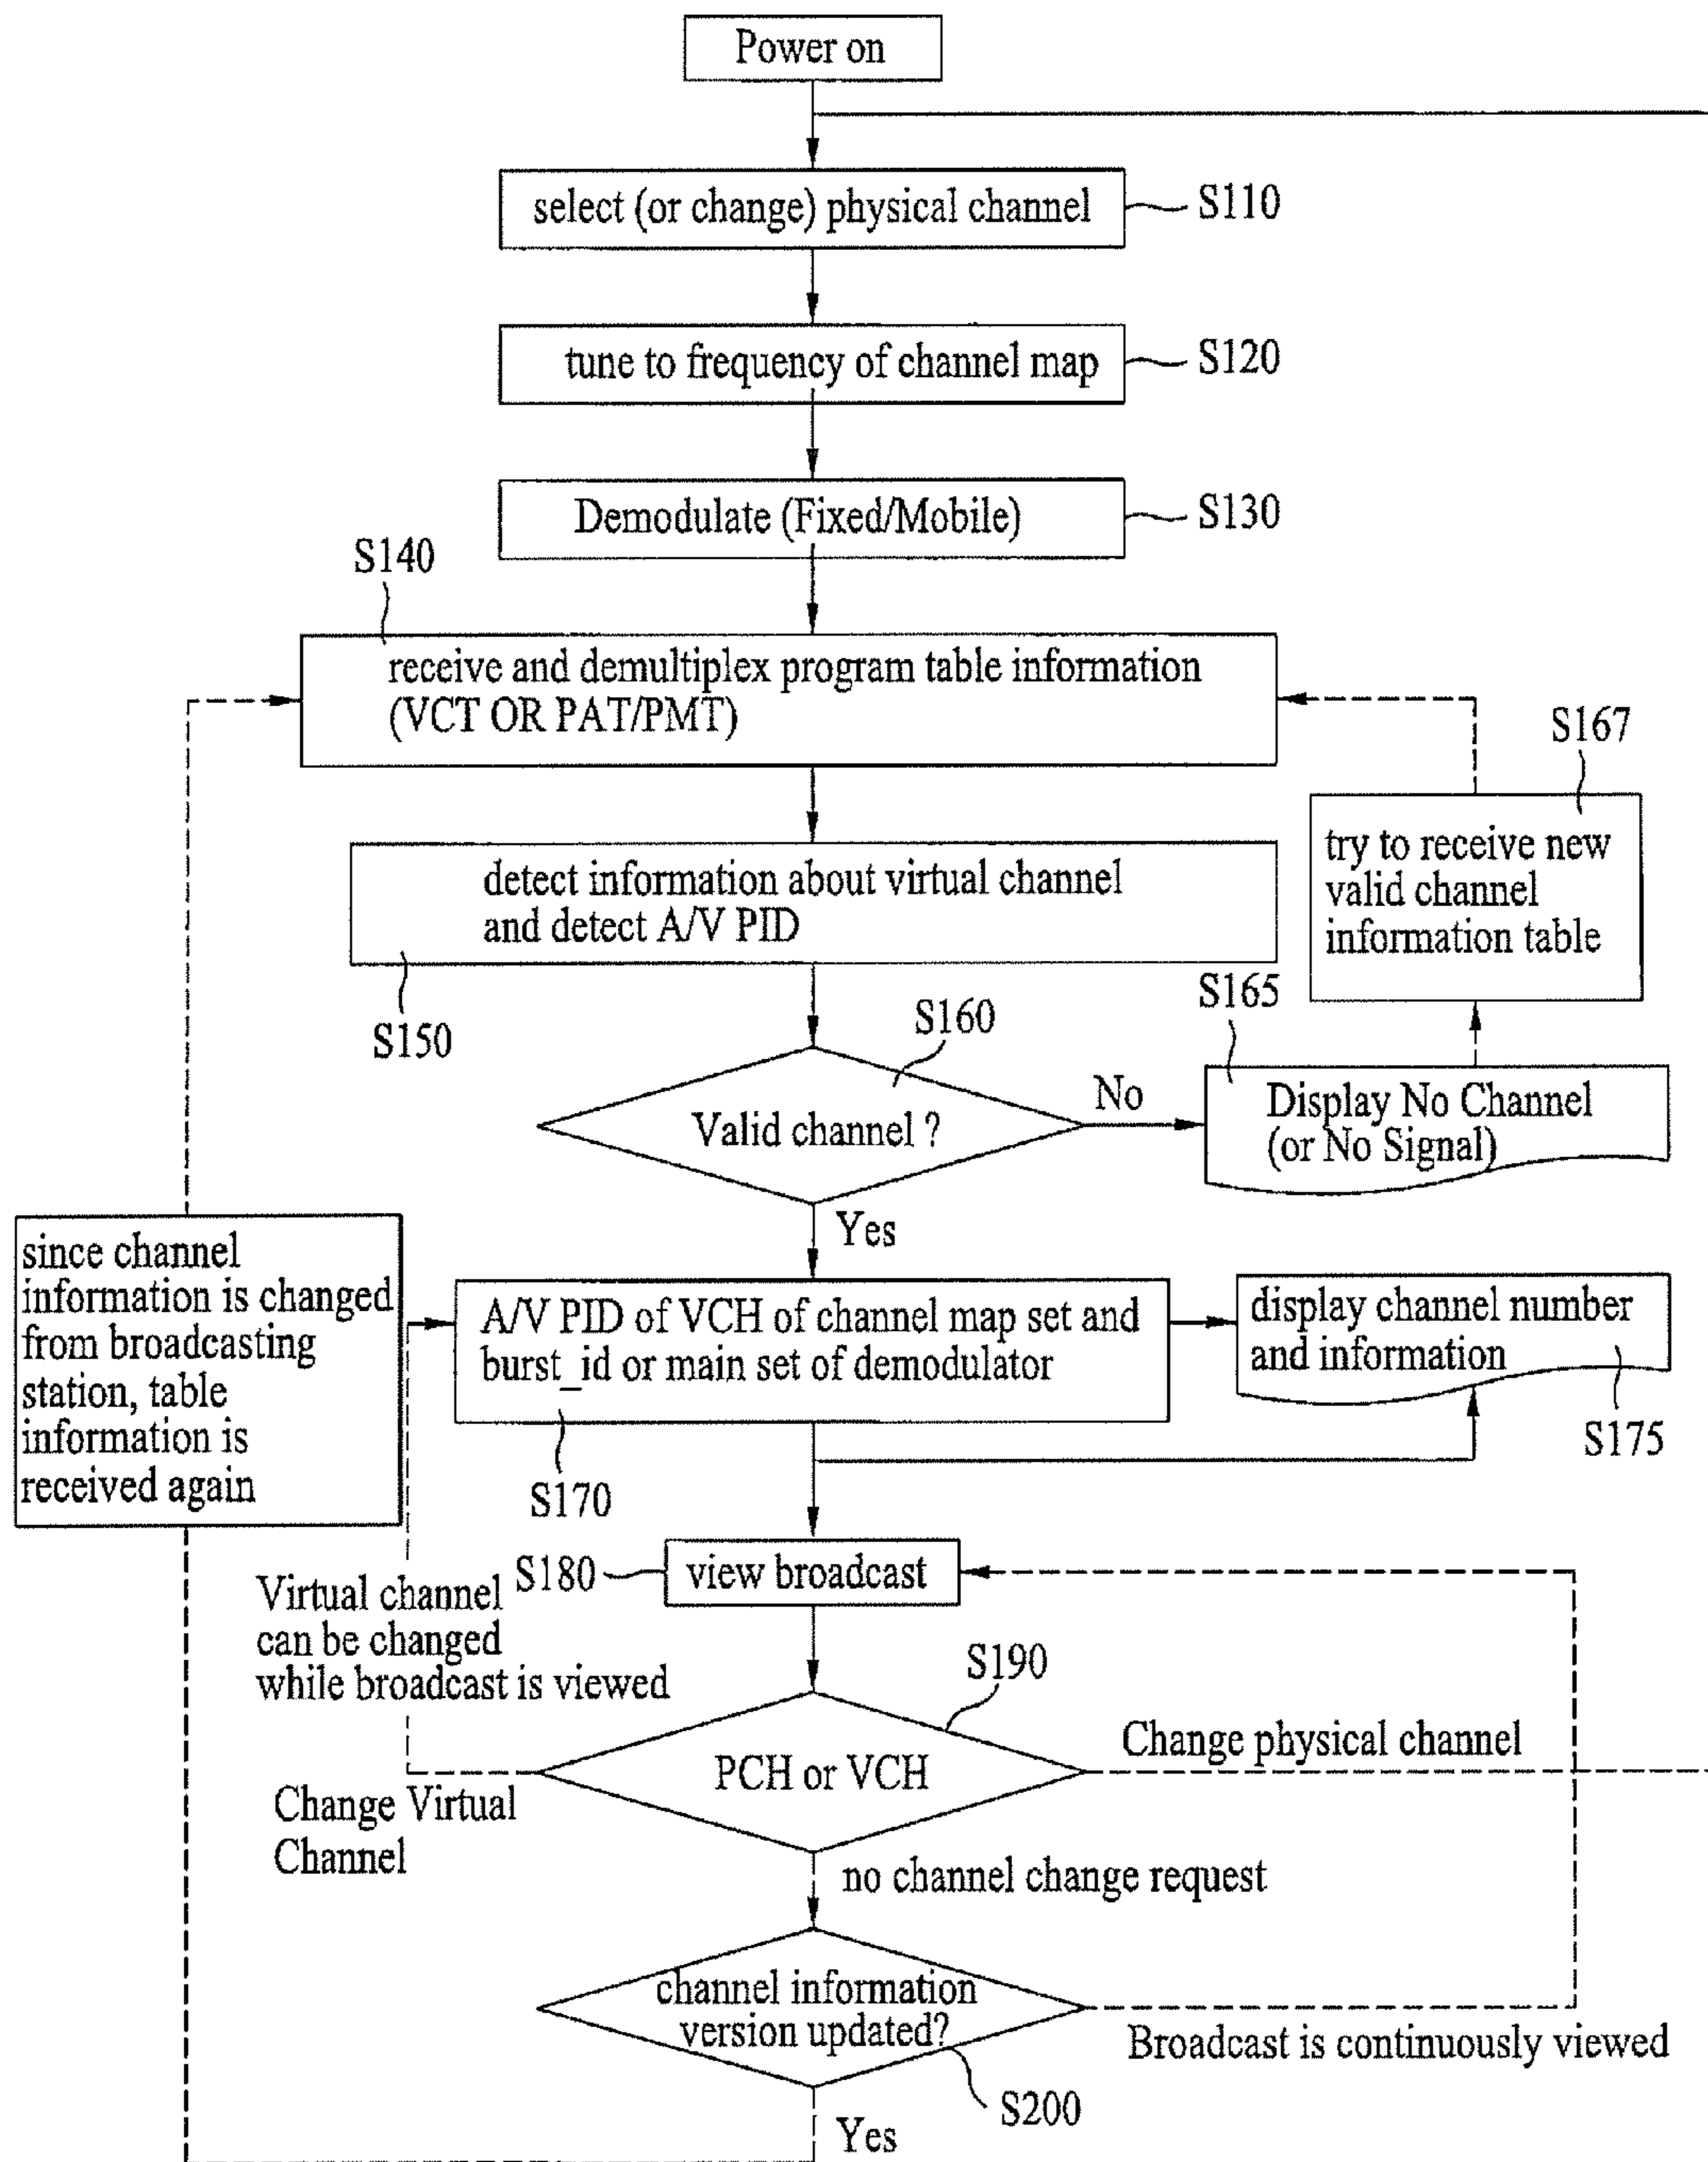 Power on
select (or change) physical channel
S110
tune to frequency of channel map
S120
Demodulate (Fixed/Mobile)
S130
S140
receive and demultiplex program table information
(VCT OR PAT/PMT)
S167
try to receive new
valid channel
information table
detect information about virtual channel
and detect A/V PID
S150
S160
S165
Valid channel ?
No
Display No Channel
(or No Signal)
Yes
since channel
information is changed
from broadcasting
station, table
information is
received again
A/V PID of VCH of channel map set and
burst_id or main set of demodulator
S170
display channel number
and information
S175
S180
view broadcast
Virtual channel
can be changed
while broadcast is viewed
S190
PCH or VCH
Change physical channel
Change Virtual
Channel
no channel change request
channel information
version updated?
Broadcast is continuously viewed
S200
Yes